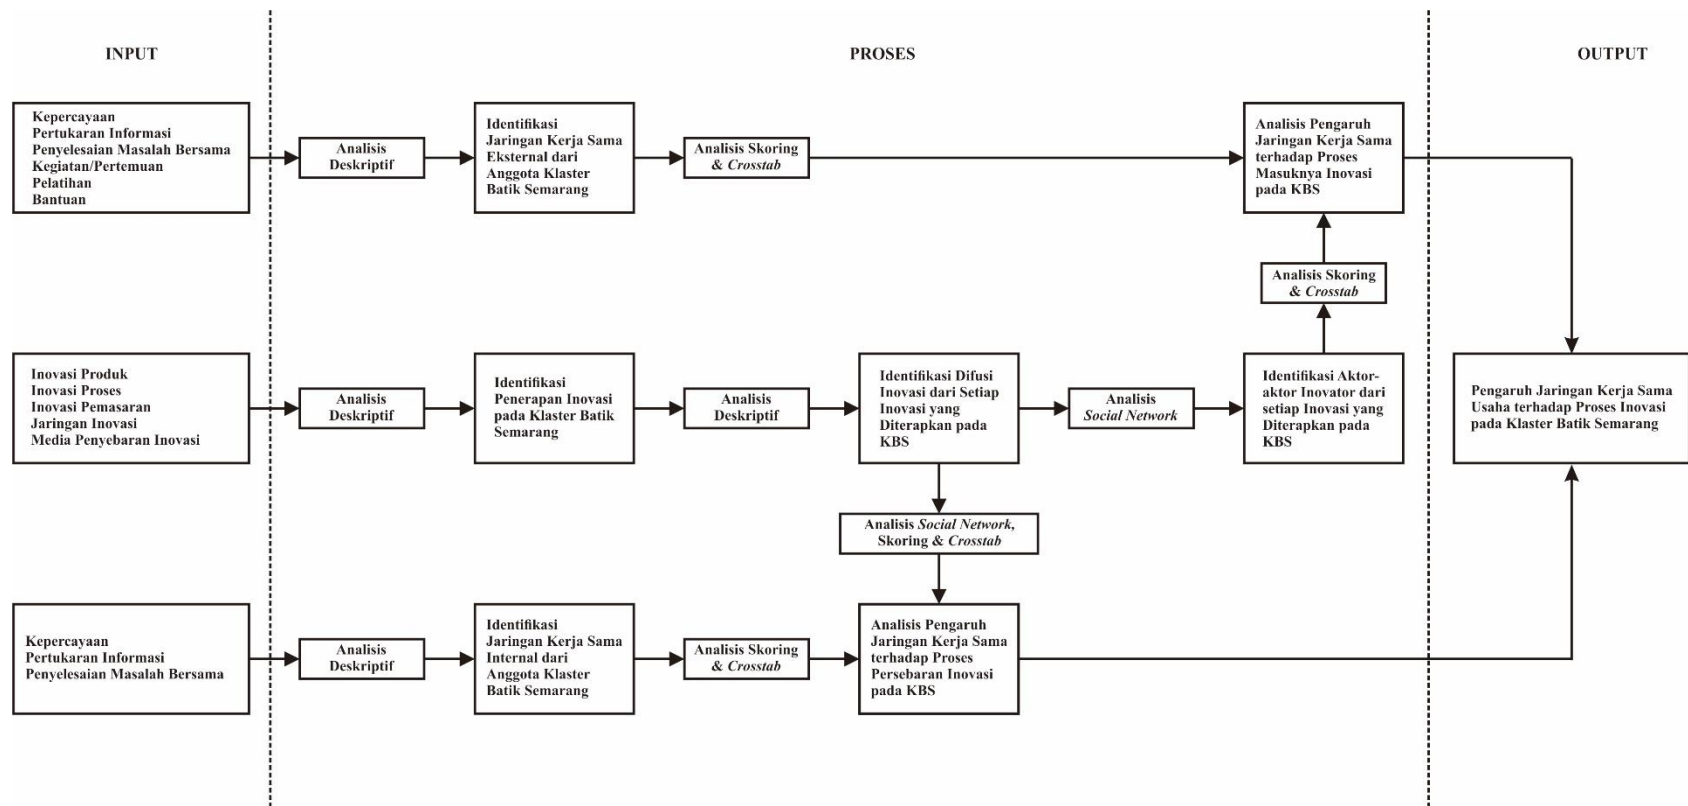 INPUT
PROSES
OUTPUT
Kepercayaan
Pertukaran Informasi
Penyelesaian Masalah Bersama
Kegiatan/Pertemuan
Pelatihan
Bantuan
Analisis
Deskriptif
Identifikasi
Jaringan Kerja Sama
Eksternal dari
Anggota Klaster
Batik Semarang
Analisis Skoring
& Crosstab
Analisis Pengaruh
Jaringan Kerja Sama
terhadap Proses
Masuknya Inovasi
pada KBS
Analisis Skoring
& Crosstab
Inovasi Produk
Inovasi Proses
Inovasi Pemasaran
Jaringan Inovasi
Media Penyebaran Inovasi
Analisis
Deskriptif
Identifikasi
Penerapan Inovasi
pada Klaster Batik
Semarang
Analisis
Deskriptif
Identifikasi Difusi
Inovasi dari Setiap
Inovasi yang
Diterapkan pada
KBS
Analisis
Social Network
Identifikasi Aktor-
aktor Inovator dari
setiap Inovasi yang
Diterapkan pada
KBS
Pengaruh Jaringan Kerja Sama
Usaha terhadap Proses Inovasi
pada Klaster Batik Semarang
Analisis Social Network,
Skoring & Crosstab
Kepercayaan
Pertukaran Informasi
Penyelesaian Masalah Bersama
Analisis
Deskriptif
Identifikasi
Jaringan Kerja Sama
Internal dari
Anggota Klaster
Batik Semarang
Analisis Skoring
& Crosstab
Analisis Pengaruh
Jaringan Kerja Sama
terhadap Proses
Persebaran Inovasi
pada KBS